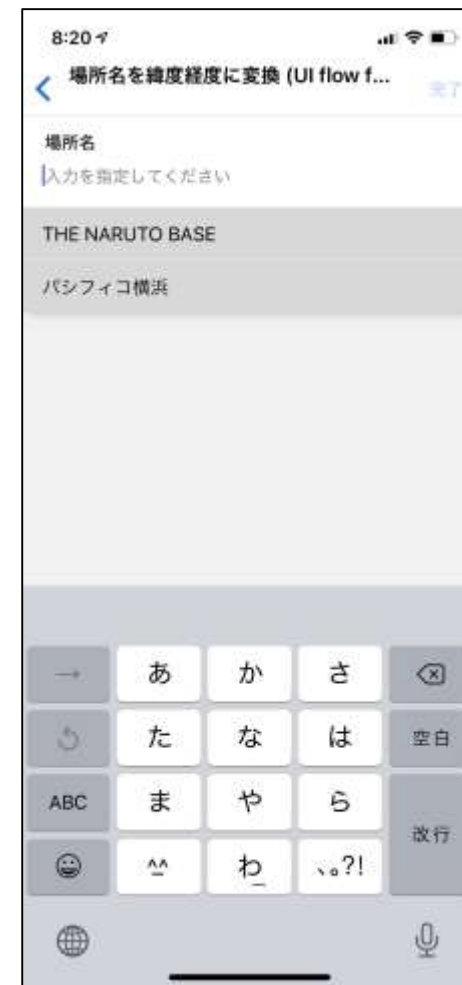 8:20
場所名を緯度経度に変換 (UI flow f...
完了
場所名
入力を指定してください
THE NARUTO BASE
パシフィコ横浜
→ あ か さ
た な は 空白
ABC ま や ら
^^ わ_ 、。?! 改行